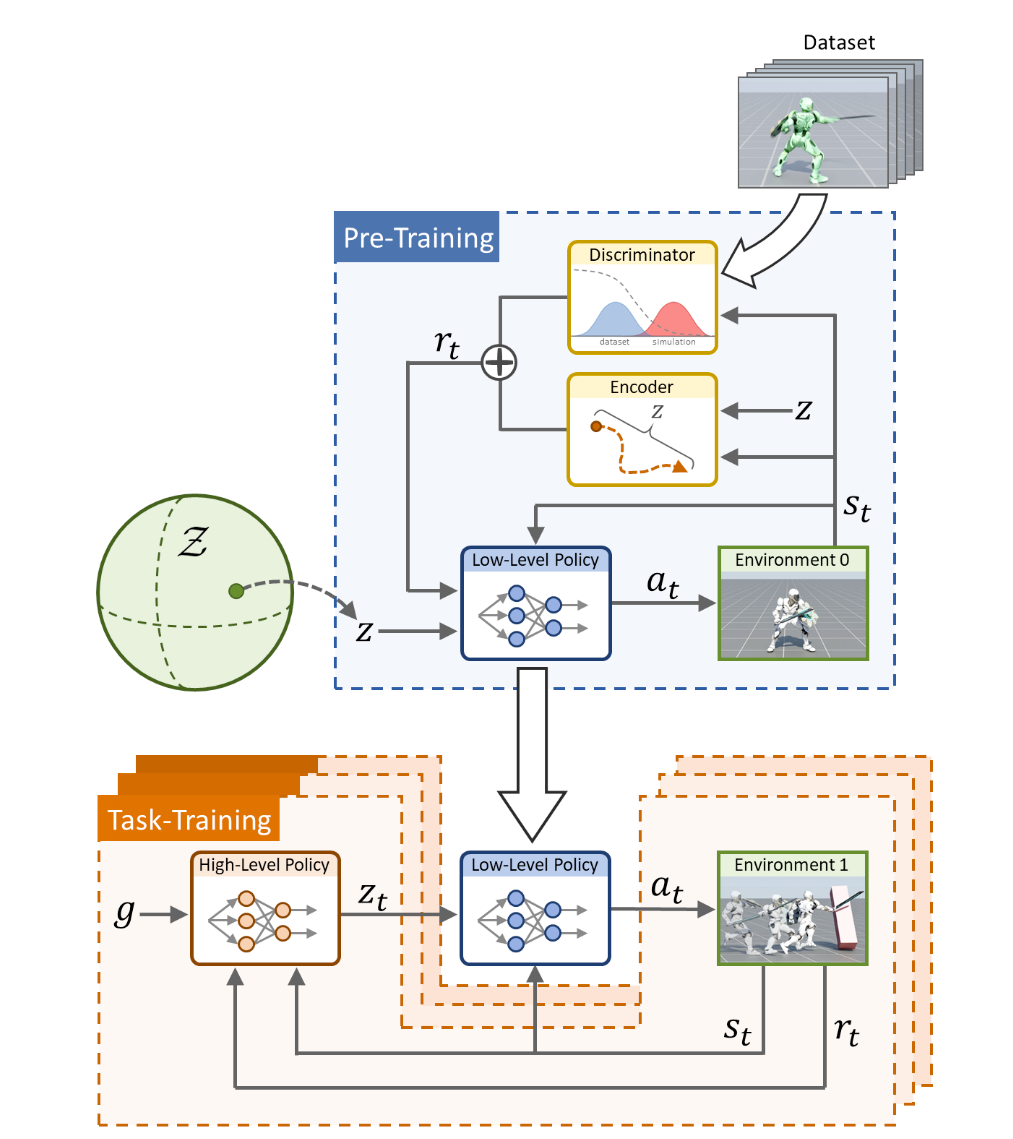 Dataset
Pre-Training
Discriminator
dataset simulation
r_t
Encoder
z
z
s_t
𝒵
Low-Level Policy
a_t
Environment 0
z
Task-Training
High-Level Policy
Low-Level Policy
Environment 1
g
z_t
a_t
s_t
r_t